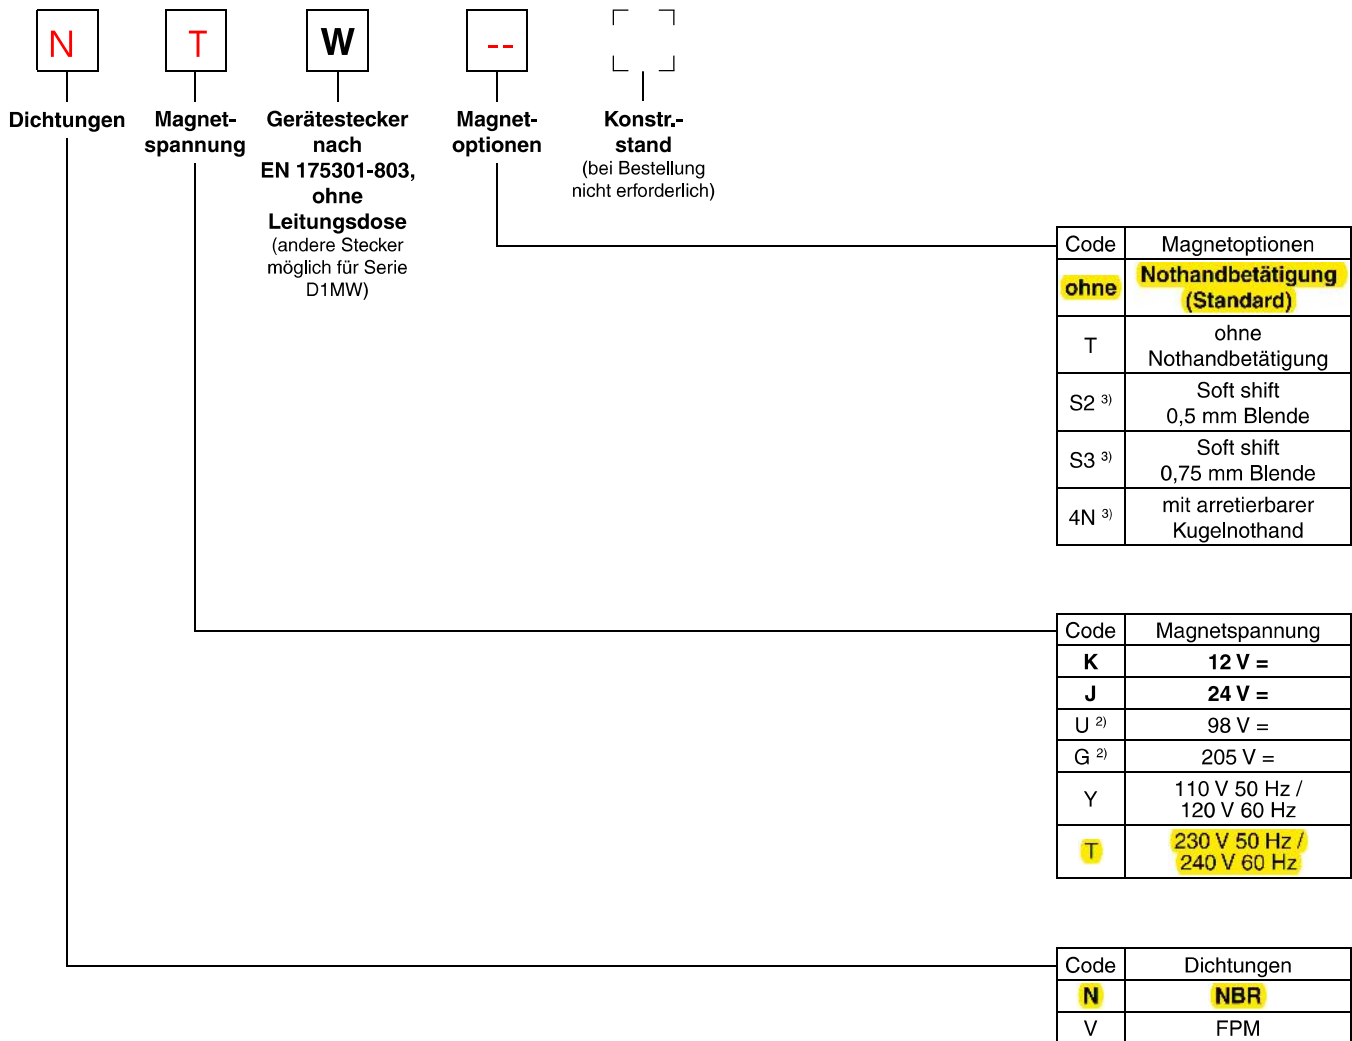 N T W --
Dichtungen
Magnet-
spannung
Gerätestecker
nach
EN 175301-803,
ohne
Leitungsdose
(andere Stecker
möglich für Serie
D1MW)
Magnet-
optionen
Konstr.-
stand
(bei Bestellung
nicht erforderlich)
Code Magnetoptionen
ohne Nothandbetätigung
(Standard)
T ohne
Nothandbetätigung
S2 3) Soft shift
0,5 mm Blende
S3 3) Soft shift
0,75 mm Blende
4N 3) mit arretierbarer
Kugelnothand
Code Magnetspannung
K 12 V =
J 24 V =
U 2) 98 V =
G 2) 205 V =
Y 110 V 50 Hz /
120 V 60 Hz
T 230 V 50 Hz /
240 V 60 Hz
Code Dichtungen
N NBR
V FPM